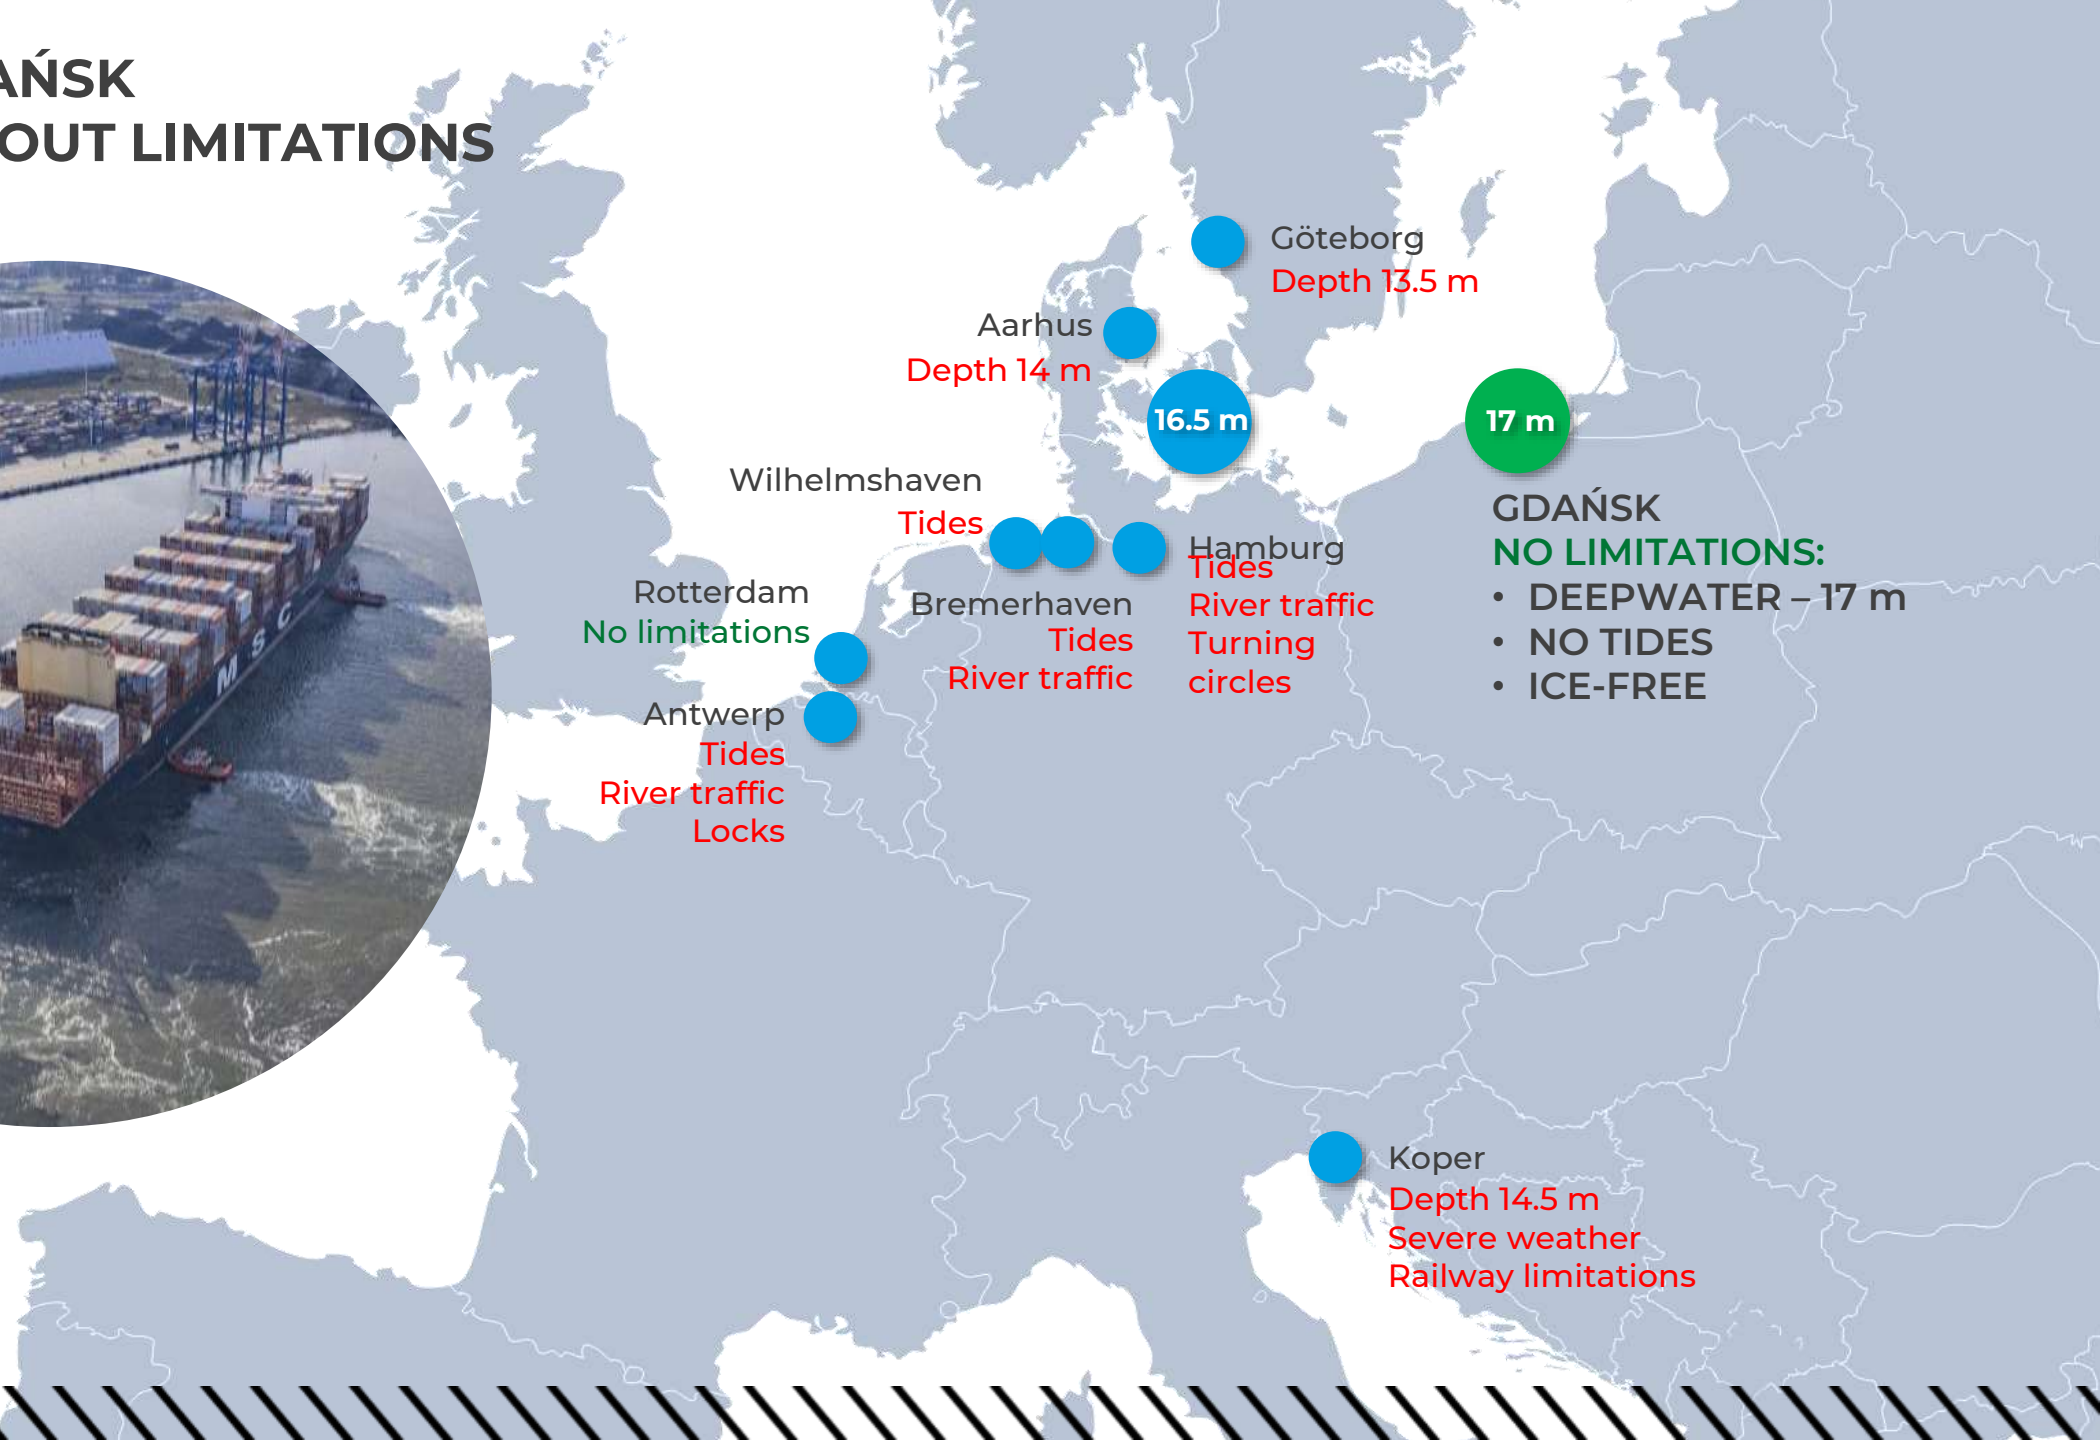 AŃSK
OUT LIMITATIONS
Göteborg
Depth 13.5 m
Aarhus
Depth 14 m
16.5 m
17 m
Wilhelmshaven
Tides
GDAŃSK
NO LIMITATIONS:
• DEEPWATER – 17 m
• NO TIDES
• ICE-FREE
Hamburg
Tides
River traffic
Turning
circles
Rotterdam
No limitations
Bremerhaven
Tides
River traffic
Antwerp
Tides
River traffic
Locks
M S C
Koper
Depth 14.5 m
Severe weather
Railway limitations